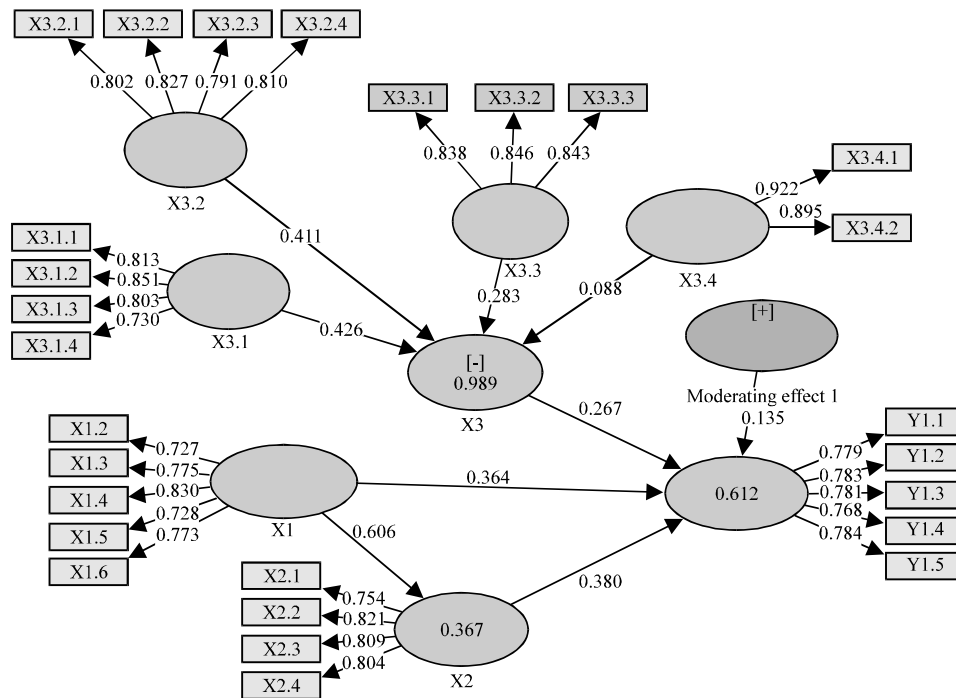 X3.2.1 X3.2.2 X3.2.3 X3.2.4
0.802 0.827 0.791 0.810
X3.2
X3.3.1 X3.3.2 X3.3.3
0.838 0.846 0.843
X3.3
X3.4.1
0.922
0.895
X3.4.2
X3.4
X3.1.1
X3.1.2
X3.1.3
X3.1.4
0.813
0.851
0.803
0.730
X3.1
0.411
0.426
0.283
0.088
[-]
0.989
X3
[+]
Moderating effect 1
0.135
0.267
X1.2
X1.3
X1.4
X1.5
X1.6
0.727
0.775
0.830
0.728
0.773
X1
0.364
0.606
0.612
0.779
0.783
0.781
0.768
0.784
Y1.1
Y1.2
Y1.3
Y1.4
Y1.5
0.380
X2.1
X2.2
X2.3
X2.4
0.754
0.821
0.809
0.804
0.367
X2